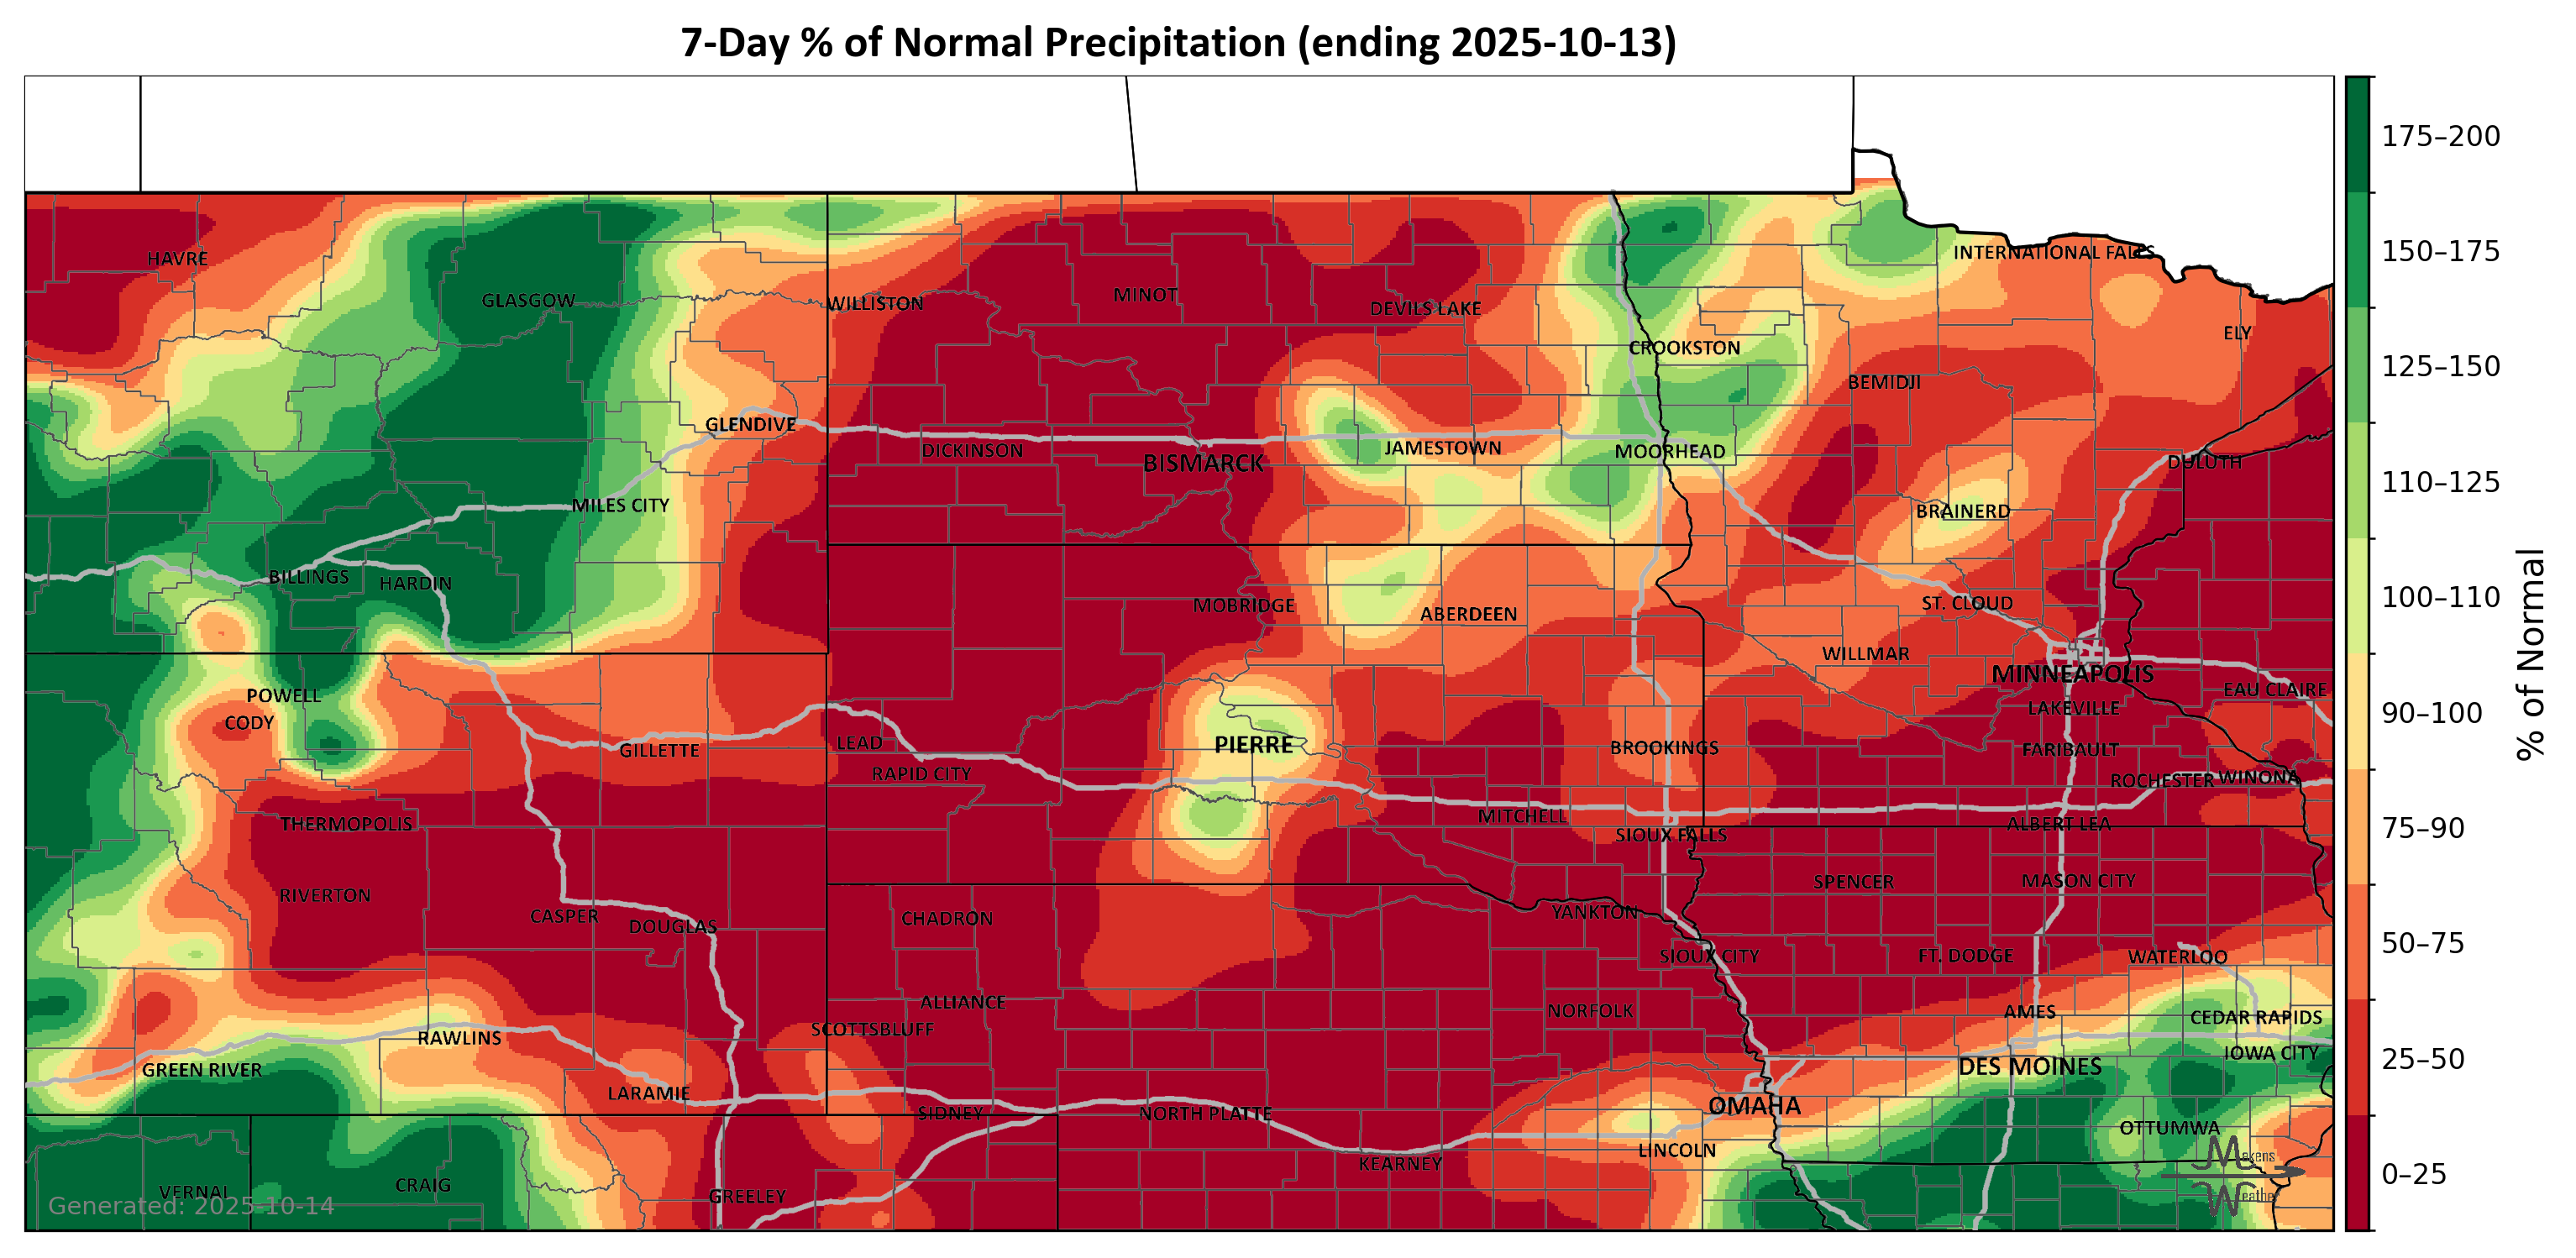 7-Day % of Normal Precipitation (ending 2025-10-13)
HAVRE
GLASGOW
WILLISTON
MINOT
DEVILS LAKE
INTERNATIONAL FALLS
ELY
CROOKSTON
BEMIDJI
GLENDIVE
DICKINSON
BISMARCK
JAMESTOWN
MOORHEAD
DULUTH
MILES CITY
BRAINERD
BILLINGS
HARDIN
MOBRIDGE
ABERDEEN
ST. CLOUD
WILLMAR
MINNEAPOLIS
EAU CLAIRE
POWELL
CODY
LAKEVILLE
GILLETTE
LEAD
PIERRE
BROOKINGS
FARIBAULT
RAPID CITY
ROCHESTER
WINONA
THERMOPOLIS
MITCHELL
SIOUX FALLS
ALBERT LEA
RIVERTON
CASPER
DOUGLAS
CHADRON
YANKTON
SPENCER
MASON CITY
SIOUX CITY
FT. DODGE
WATERLOO
ALLIANCE
NORFOLK
AMES
CEDAR RAPIDS
SCOTTSBLUFF
RAWLINS
GREEN RIVER
IOWA CITY
DES MOINES
LARAMIE
SIDNEY
NORTH PLATTE
OMAHA
OTTUMWA
LINCOLN
KEARNEY
VERNAL
CRAIG
GREELEY
Generated: 2025-10-14
Makens
Weather
175–200
150–175
125–150
110–125
100–110
90–100
75–90
50–75
25–50
0–25
% of Normal